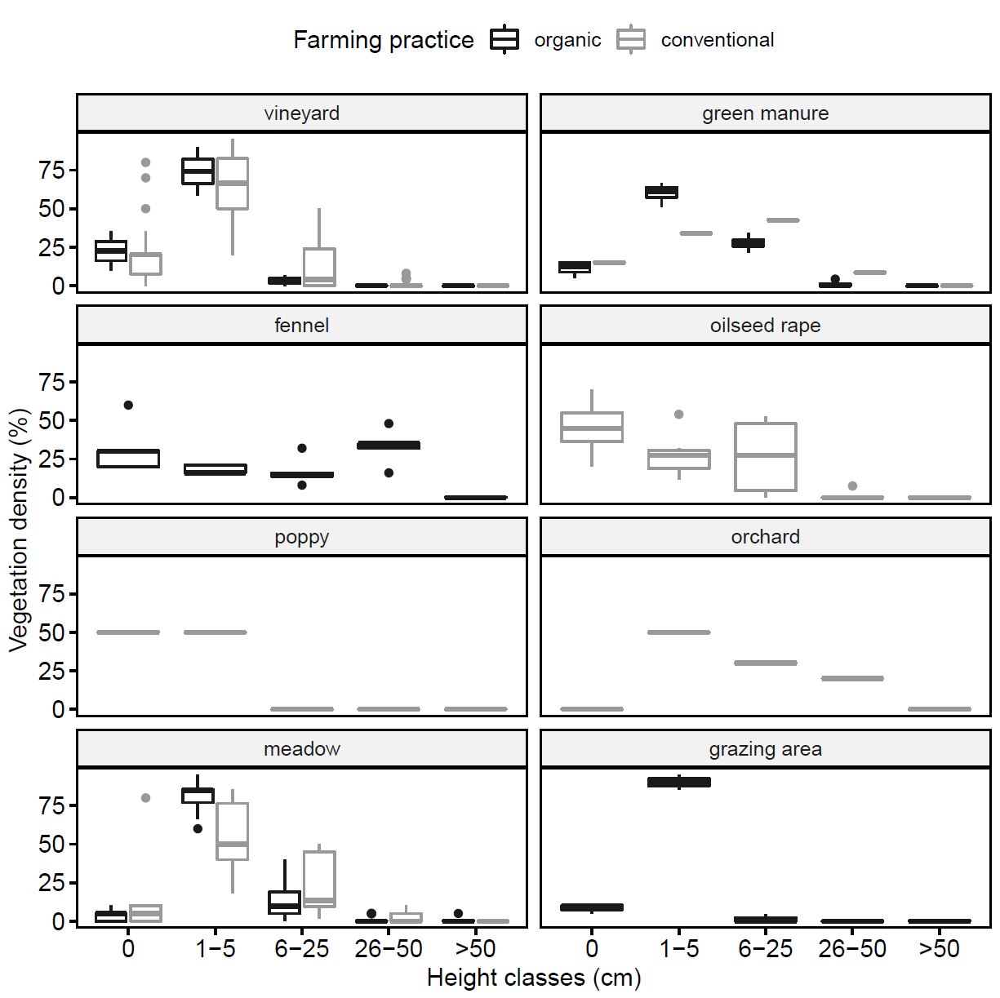 Farming practice organic conventional
vineyard green manure
75
50
25
0
fennel oilseed rape
75
50
25
0
poppy orchard
75
50
25
0
meadow grazing area
75
50
25
0
Vegetation density (%)
0 1−5 6−25 26−50 >50 0 1−5 6−25 26−50 >50
Height classes (cm)